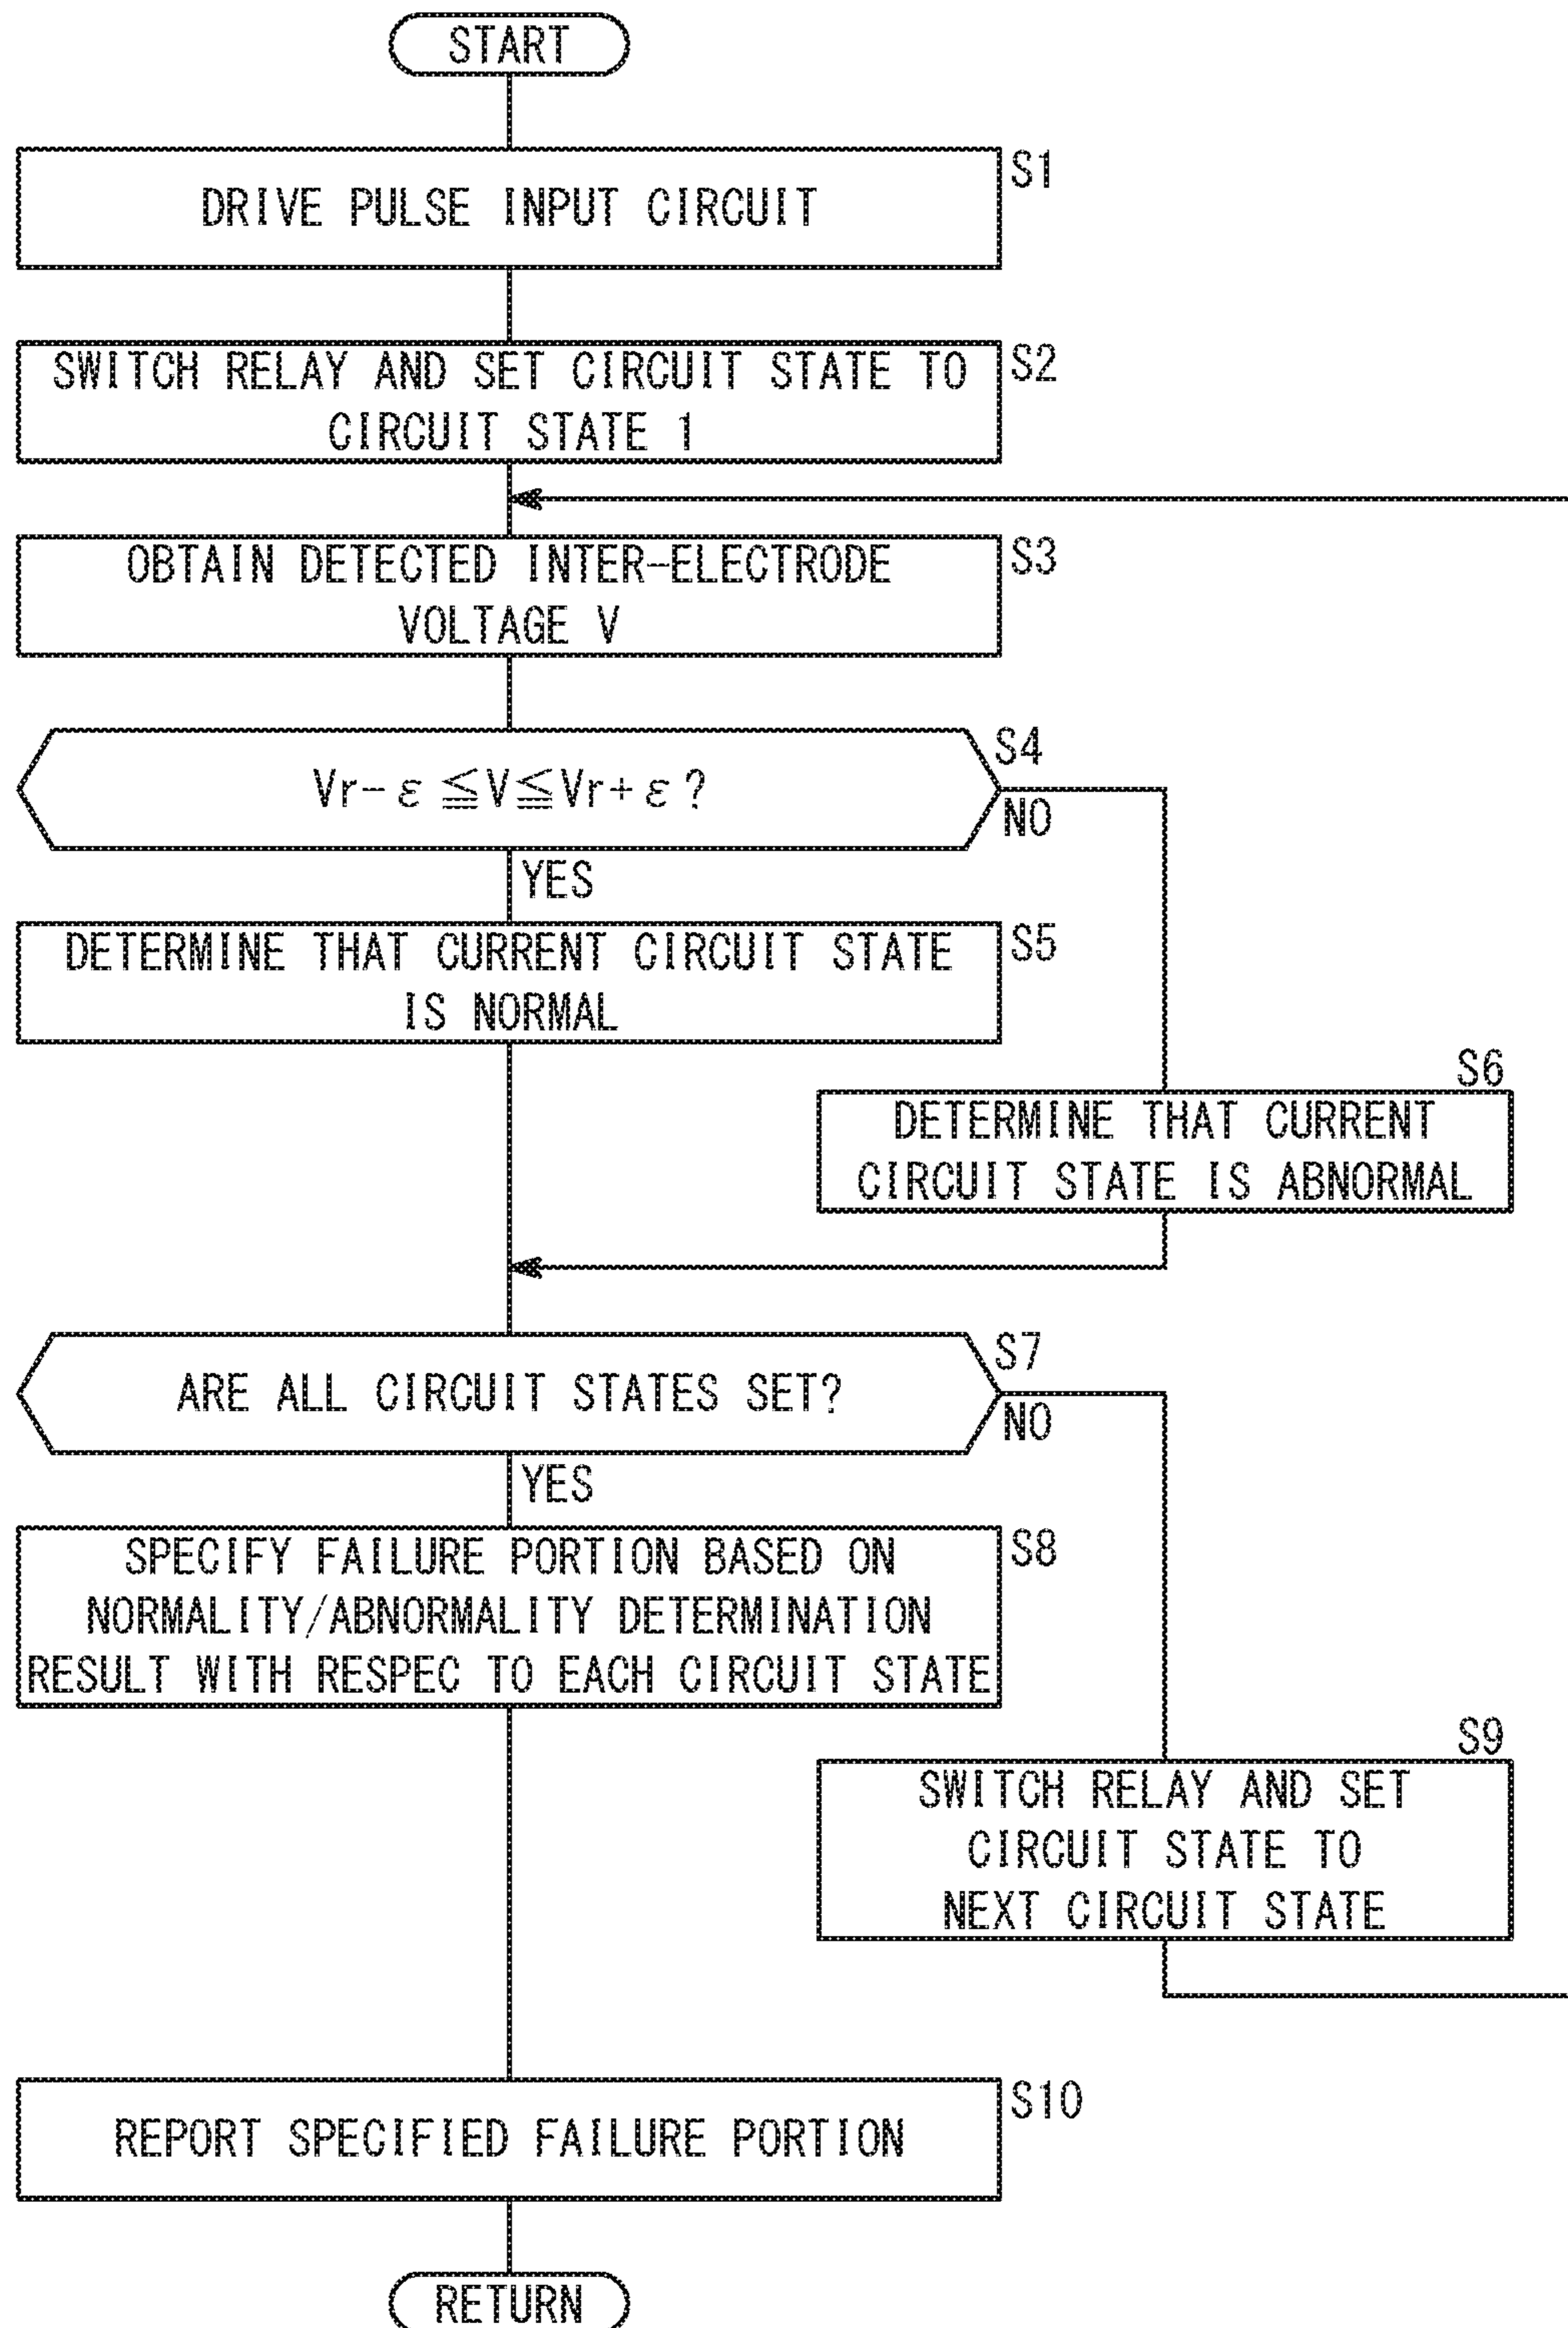 START
DRIVE PULSE INPUT CIRCUIT
S1
SWITCH RELAY AND SET CIRCUIT STATE TO
CIRCUIT STATE 1
S2
OBTAIN DETECTED INTER-ELECTRODE
VOLTAGE V
S3
Vr-ε≦V≦Vr+ε?
S4
NO
YES
DETERMINE THAT CURRENT CIRCUIT STATE
IS NORMAL
S5
S6
DETERMINE THAT CURRENT
CIRCUIT STATE IS ABNORMAL
ARE ALL CIRCUIT STATES SET?
S7
NO
YES
SPECIFY FAILURE PORTION BASED ON
NORMALITY/ABNORMALITY DETERMINATION
RESULT WITH RESPEC TO EACH CIRCUIT STATE
S8
S9
SWITCH RELAY AND SET
CIRCUIT STATE TO
NEXT CIRCUIT STATE
REPORT SPECIFIED FAILURE PORTION
S10
RETURN